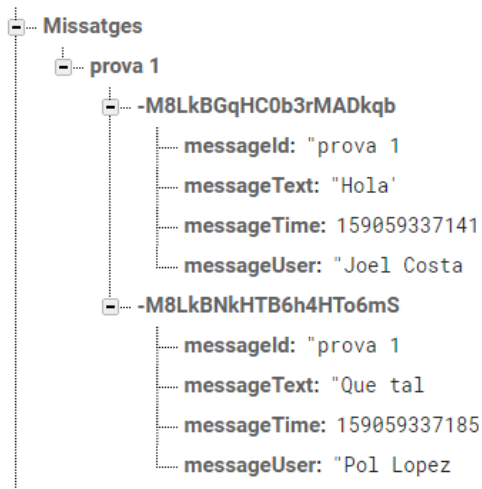 Missatges
prova 1
-M8LkBGqHC0b3rMADkqb
messageId: "prova 1
messageText: "Hola'
messageTime: 159059337141
messageUser: "Joel Costa
-M8LkBNkHTB6h4HTo6mS
messageId: "prova 1
messageText: "Que tal
messageTime: 159059337185
messageUser: "Pol Lopez